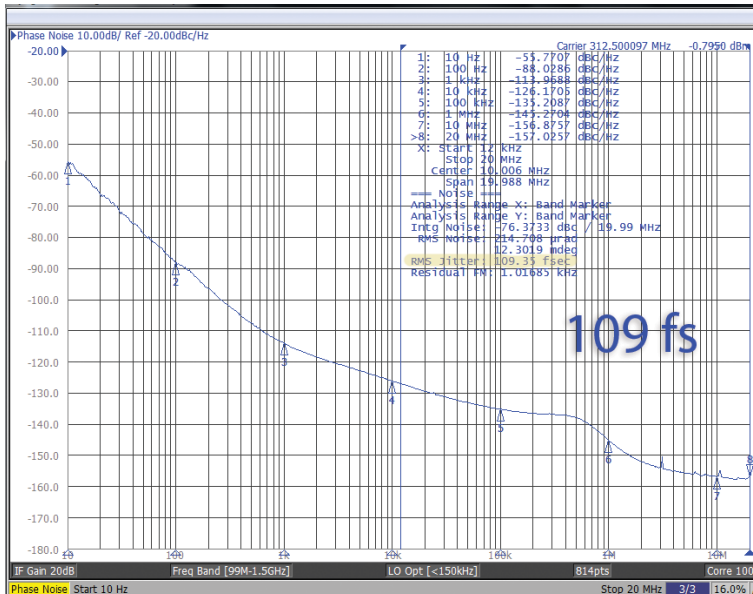 ▶Phase Noise 10.00dB/ Ref -20.00dBc/Hz
Carrier 312.500097 MHz -0.7950 dBm
1: 10 Hz -55.7707 dBc/Hz
2: 100 Hz -88.0286 dBc/Hz
3: 1 kHz -113.9688 dBc/Hz
4: 10 kHz -126.1705 dBc/Hz
5: 100 kHz -135.2087 dBc/Hz
6: 1 MHz -145.2704 dBc/Hz
7: 10 MHz -156.8757 dBc/Hz
>8: 20 MHz -157.0257 dBc/Hz
X: Start 12 kHz
Stop 20 MHz
Center 10.006 MHz
Span 19.988 MHz
=== Noise ===
Analysis Range X: Band Marker
Analysis Range Y: Band Marker
Intg Noise: -76.3733 dBc / 19.99 MHz
RMS Noise: 214.708 µrad
12.3019 mdeg
RMS Jitter: 109.35 fsec
Residual FM: 1.01685 kHz
109 fs
-20.00
-30.00
-40.00
-50.00
-60.00
-70.00
-80.00
-90.00
-100.0
-110.0
-120.0
-130.0
-140.0
-150.0
-160.0
-170.0
-180.0
1
2
3
4
5
6
7
8
10 100 1k 10k 100k 1M 10M
IF Gain 20dB Freq Band [99M-1.5GHz] LO Opt [<150kHz] 814pts Corre 100
Phase Noise Start 10 Hz Stop 20 MHz 3/3 16.0%